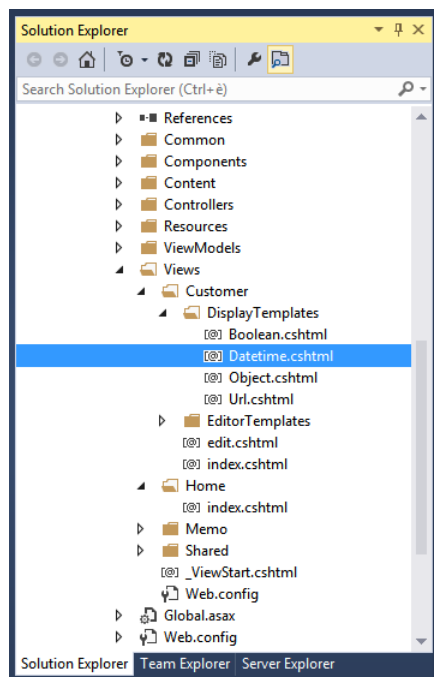 Solution Explorer
Search Solution Explorer (Ctrl+è)
References
Common
Components
Content
Controllers
Resources
ViewModels
Views
Customer
DisplayTemplates
[@] Boolean.cshtml
[@] Datetime.cshtml
[@] Object.cshtml
[@] Url.cshtml
EditorTemplates
[@] edit.cshtml
[@] index.cshtml
Home
[@] index.cshtml
Memo
Shared
[@] _ViewStart.cshtml
Web.config
Global.asax
Web.config
Solution Explorer Team Explorer Server Explorer